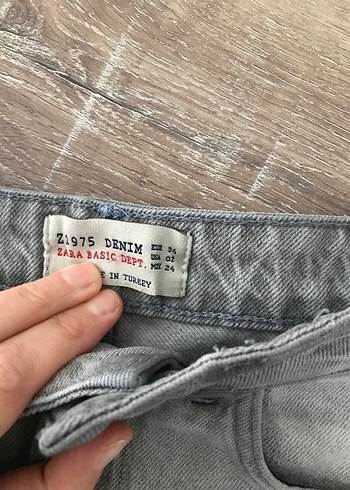 Z1975 DENIM
ZARA BASIC DEPT.
EUR 34
USA 02
MEX 24
E IN TURKEY